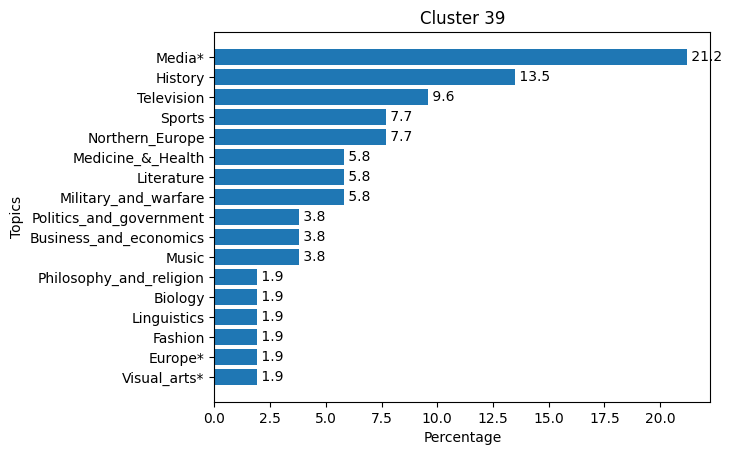 Cluster 39
Topics
Media* 21.2
History 13.5
Television 9.6
Sports 7.7
Northern_Europe 7.7
Medicine_&_Health 5.8
Literature 5.8
Military_and_warfare 5.8
Politics_and_government 3.8
Business_and_economics 3.8
Music 3.8
Philosophy_and_religion 1.9
Biology 1.9
Linguistics 1.9
Fashion 1.9
Europe* 1.9
Visual_arts* 1.9
0.0 2.5 5.0 7.5 10.0 12.5 15.0 17.5 20.0
Percentage